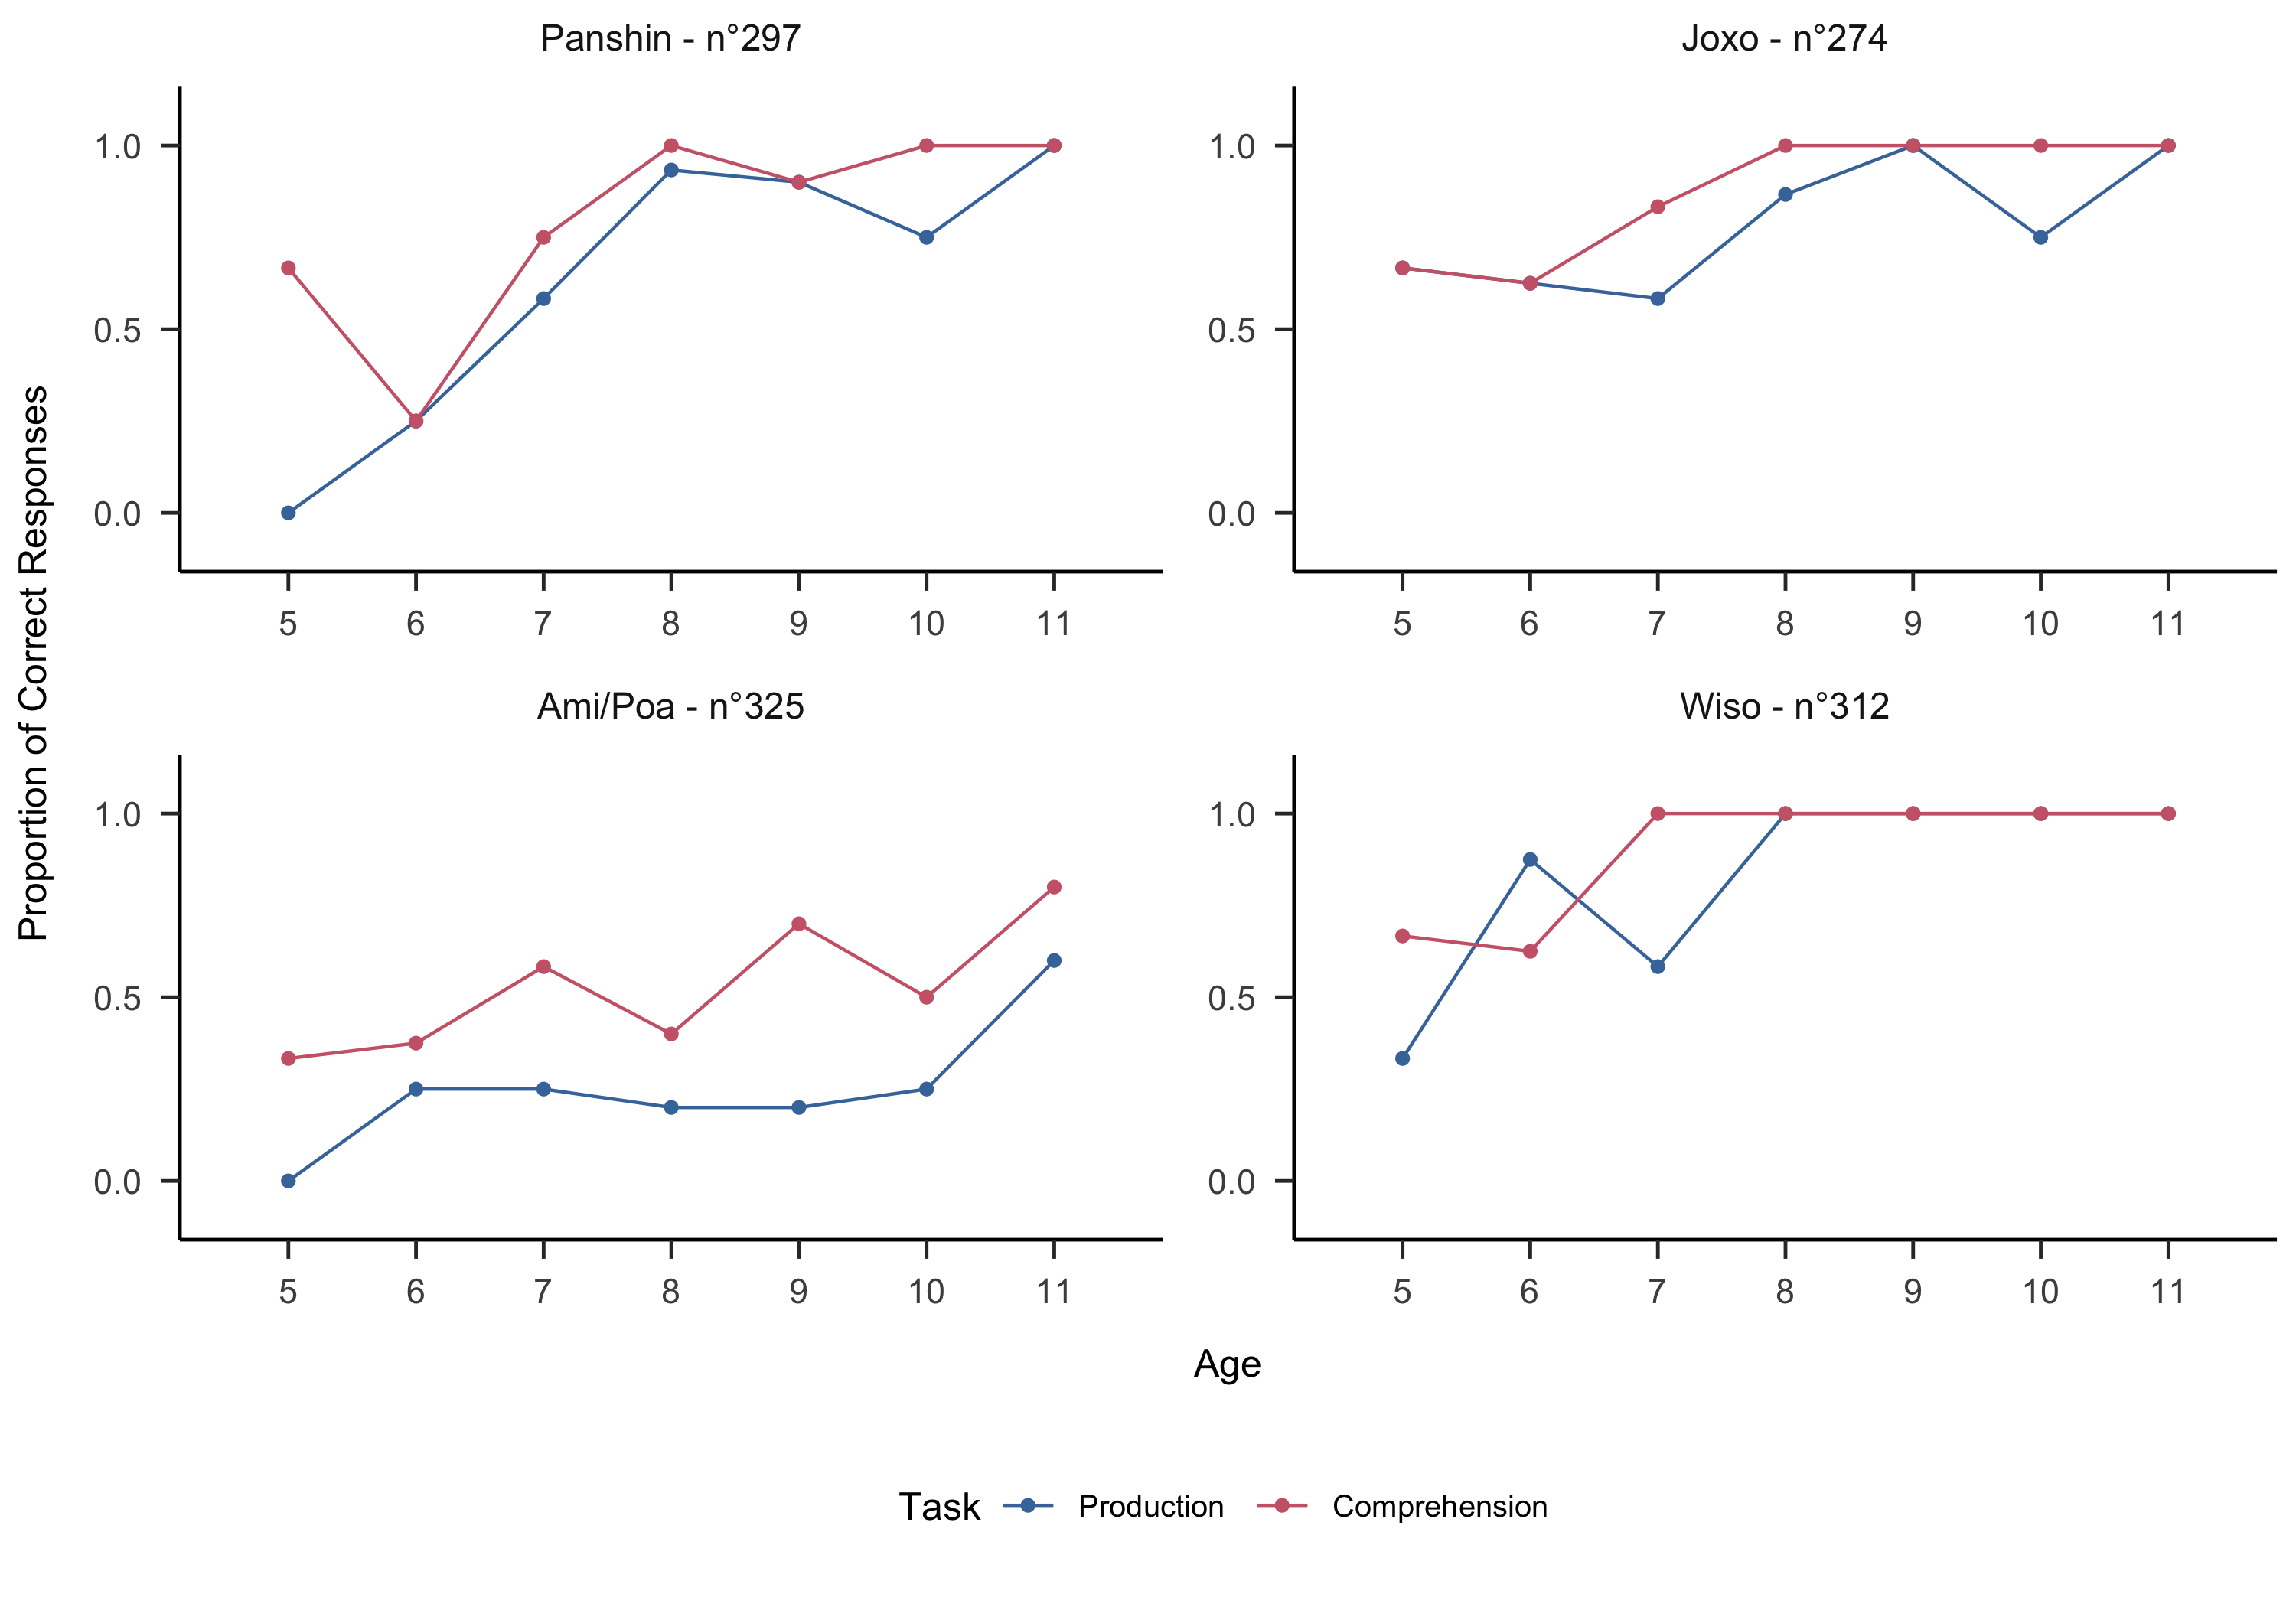 Panshin - n°297
Joxo - n°274
1.0
0.5
0.0
5 6 7 8 9 10 11
1.0
0.5
0.0
5 6 7 8 9 10 11
Proportion of Correct Responses
Ami/Poa - n°325
Wiso - n°312
1.0
0.5
0.0
5 6 7 8 9 10 11
1.0
0.5
0.0
5 6 7 8 9 10 11
Age
Task Production Comprehension